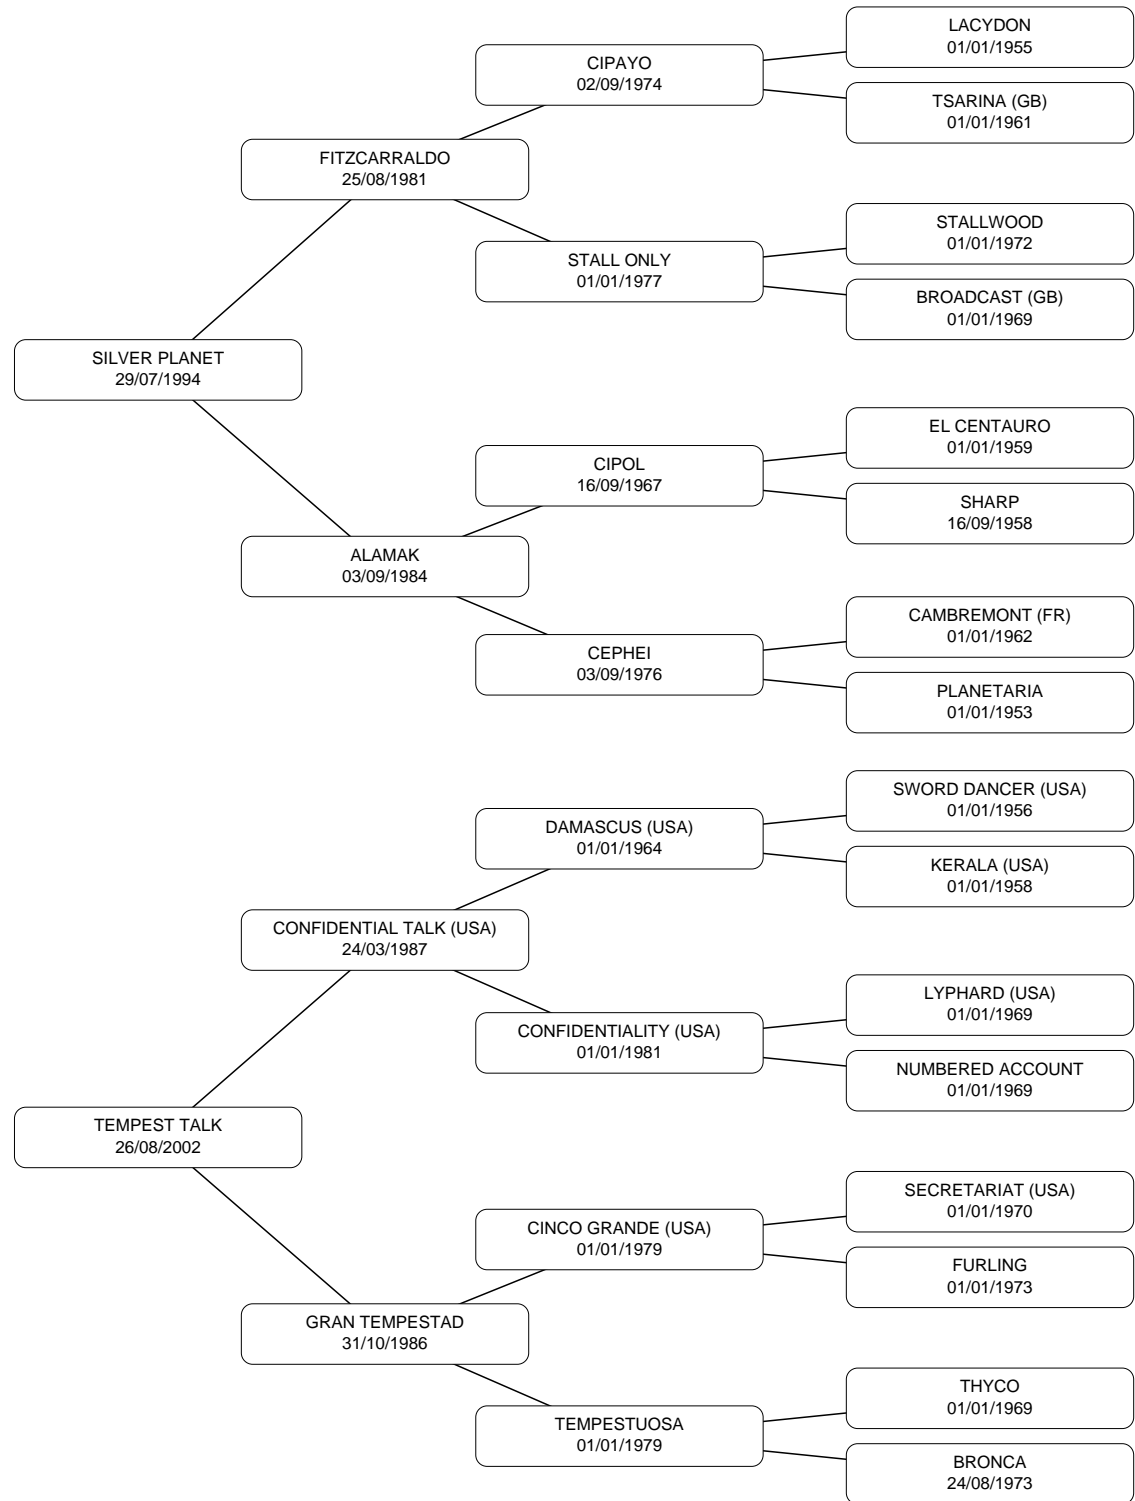 LACYDON
01/01/1955
CIPAYO
02/09/1974
TSARINA (GB)
01/01/1961
FITZCARRALDO
25/08/1981
STALLWOOD
01/01/1972
STALL ONLY
01/01/1977
BROADCAST (GB)
01/01/1969
SILVER PLANET
29/07/1994
EL CENTAURO
01/01/1959
CIPOL
16/09/1967
SHARP
16/09/1958
ALAMAK
03/09/1984
CAMBREMONT (FR)
01/01/1962
CEPHEI
03/09/1976
PLANETARIA
01/01/1953
SWORD DANCER (USA)
01/01/1956
DAMASCUS (USA)
01/01/1964
KERALA (USA)
01/01/1958
CONFIDENTIAL TALK (USA)
24/03/1987
LYPHARD (USA)
01/01/1969
CONFIDENTIALITY (USA)
01/01/1981
NUMBERED ACCOUNT
01/01/1969
TEMPEST TALK
26/08/2002
SECRETARIAT (USA)
01/01/1970
CINCO GRANDE (USA)
01/01/1979
FURLING
01/01/1973
GRAN TEMPESTAD
31/10/1986
THYCO
01/01/1969
TEMPESTUOSA
01/01/1979
BRONCA
24/08/1973